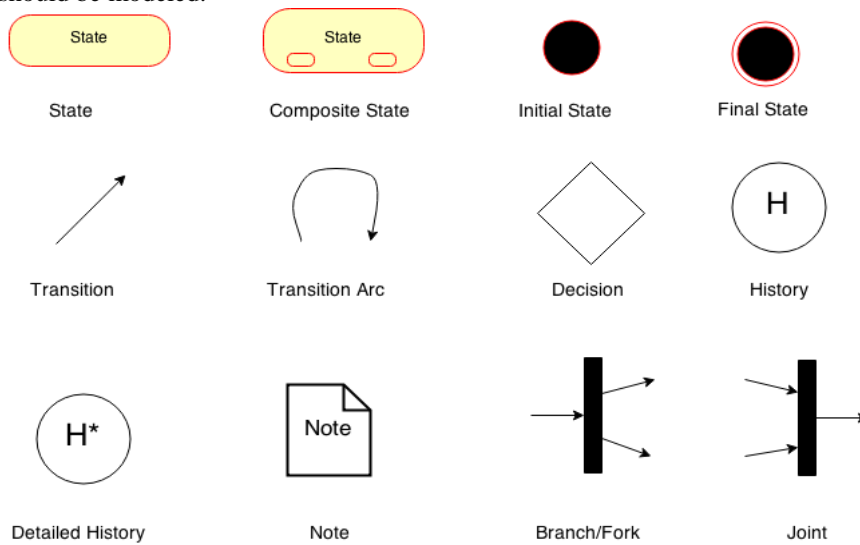 should be modeled.
State
State
State
Composite State
Initial State
Final State
H
Transition
Transition Arc
Decision
History
H*
Note
Detailed History
Note
Branch/Fork
Joint